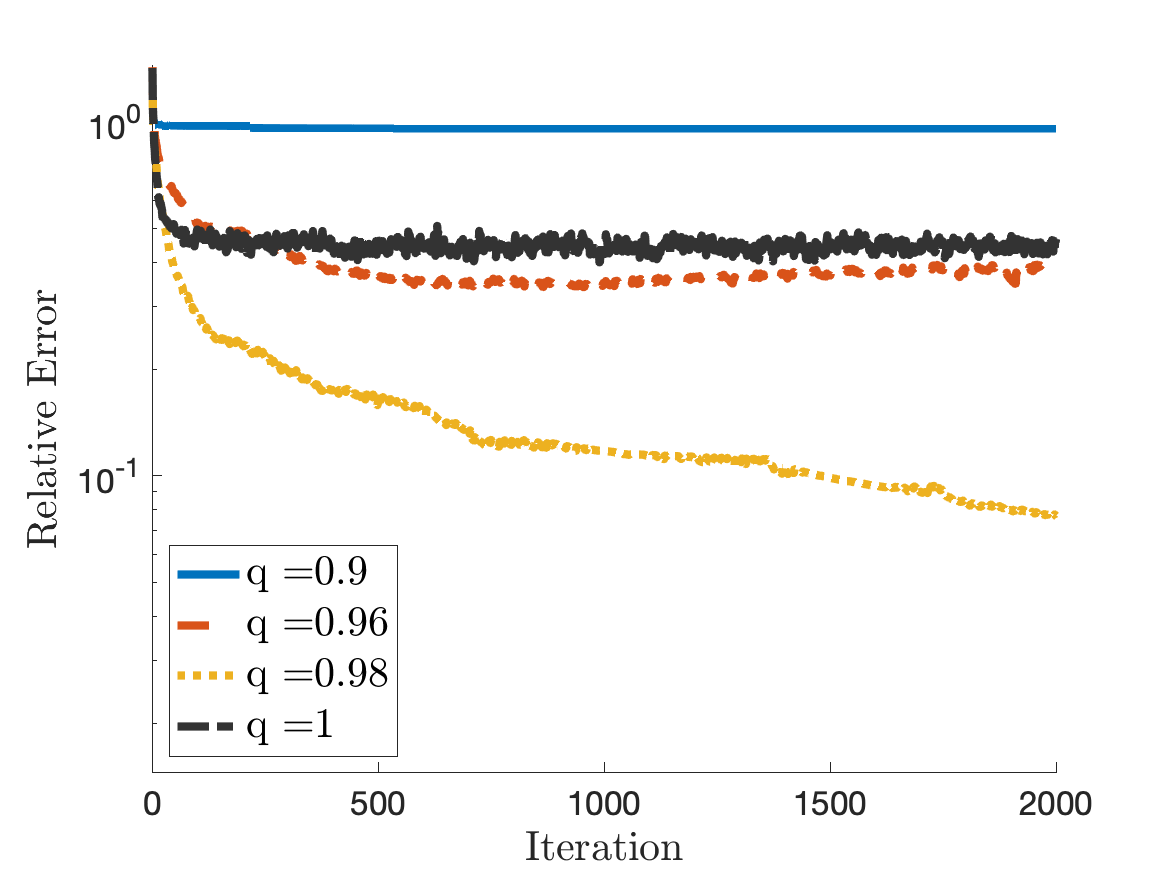 10^0
10^-1
Relative Error
q =0.9
q =0.96
q =0.98
q =1
0 500 1000 1500 2000
Iteration